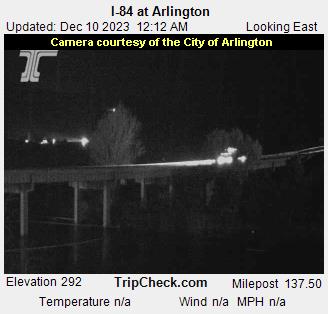 I-84 at Arlington
Updated: Dec 10 2023 12:12 AM Looking East
Camera courtesy of the City of Arlington
Elevation 292 TripCheck.com Milepost 137.50
Temperature n/a Wind n/a MPH n/a